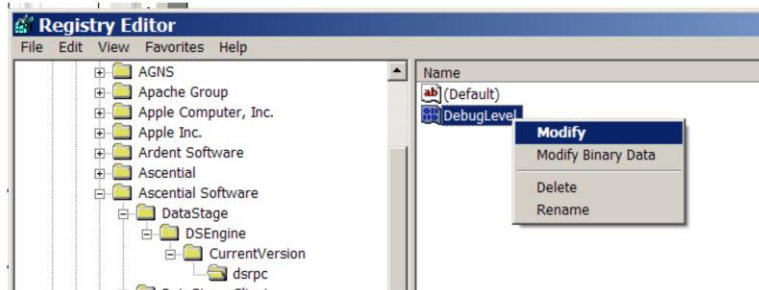 Registry Editor
File Edit View Favorites Help
AGNS
Apache Group
Apple Computer, Inc.
Apple Inc.
Ardent Software
Ascential
Ascential Software
DataStage
DSEngine
CurrentVersion
dsrpc
Name
ab (Default)
DebugLevel
Modify
Modify Binary Data
Delete
Rename